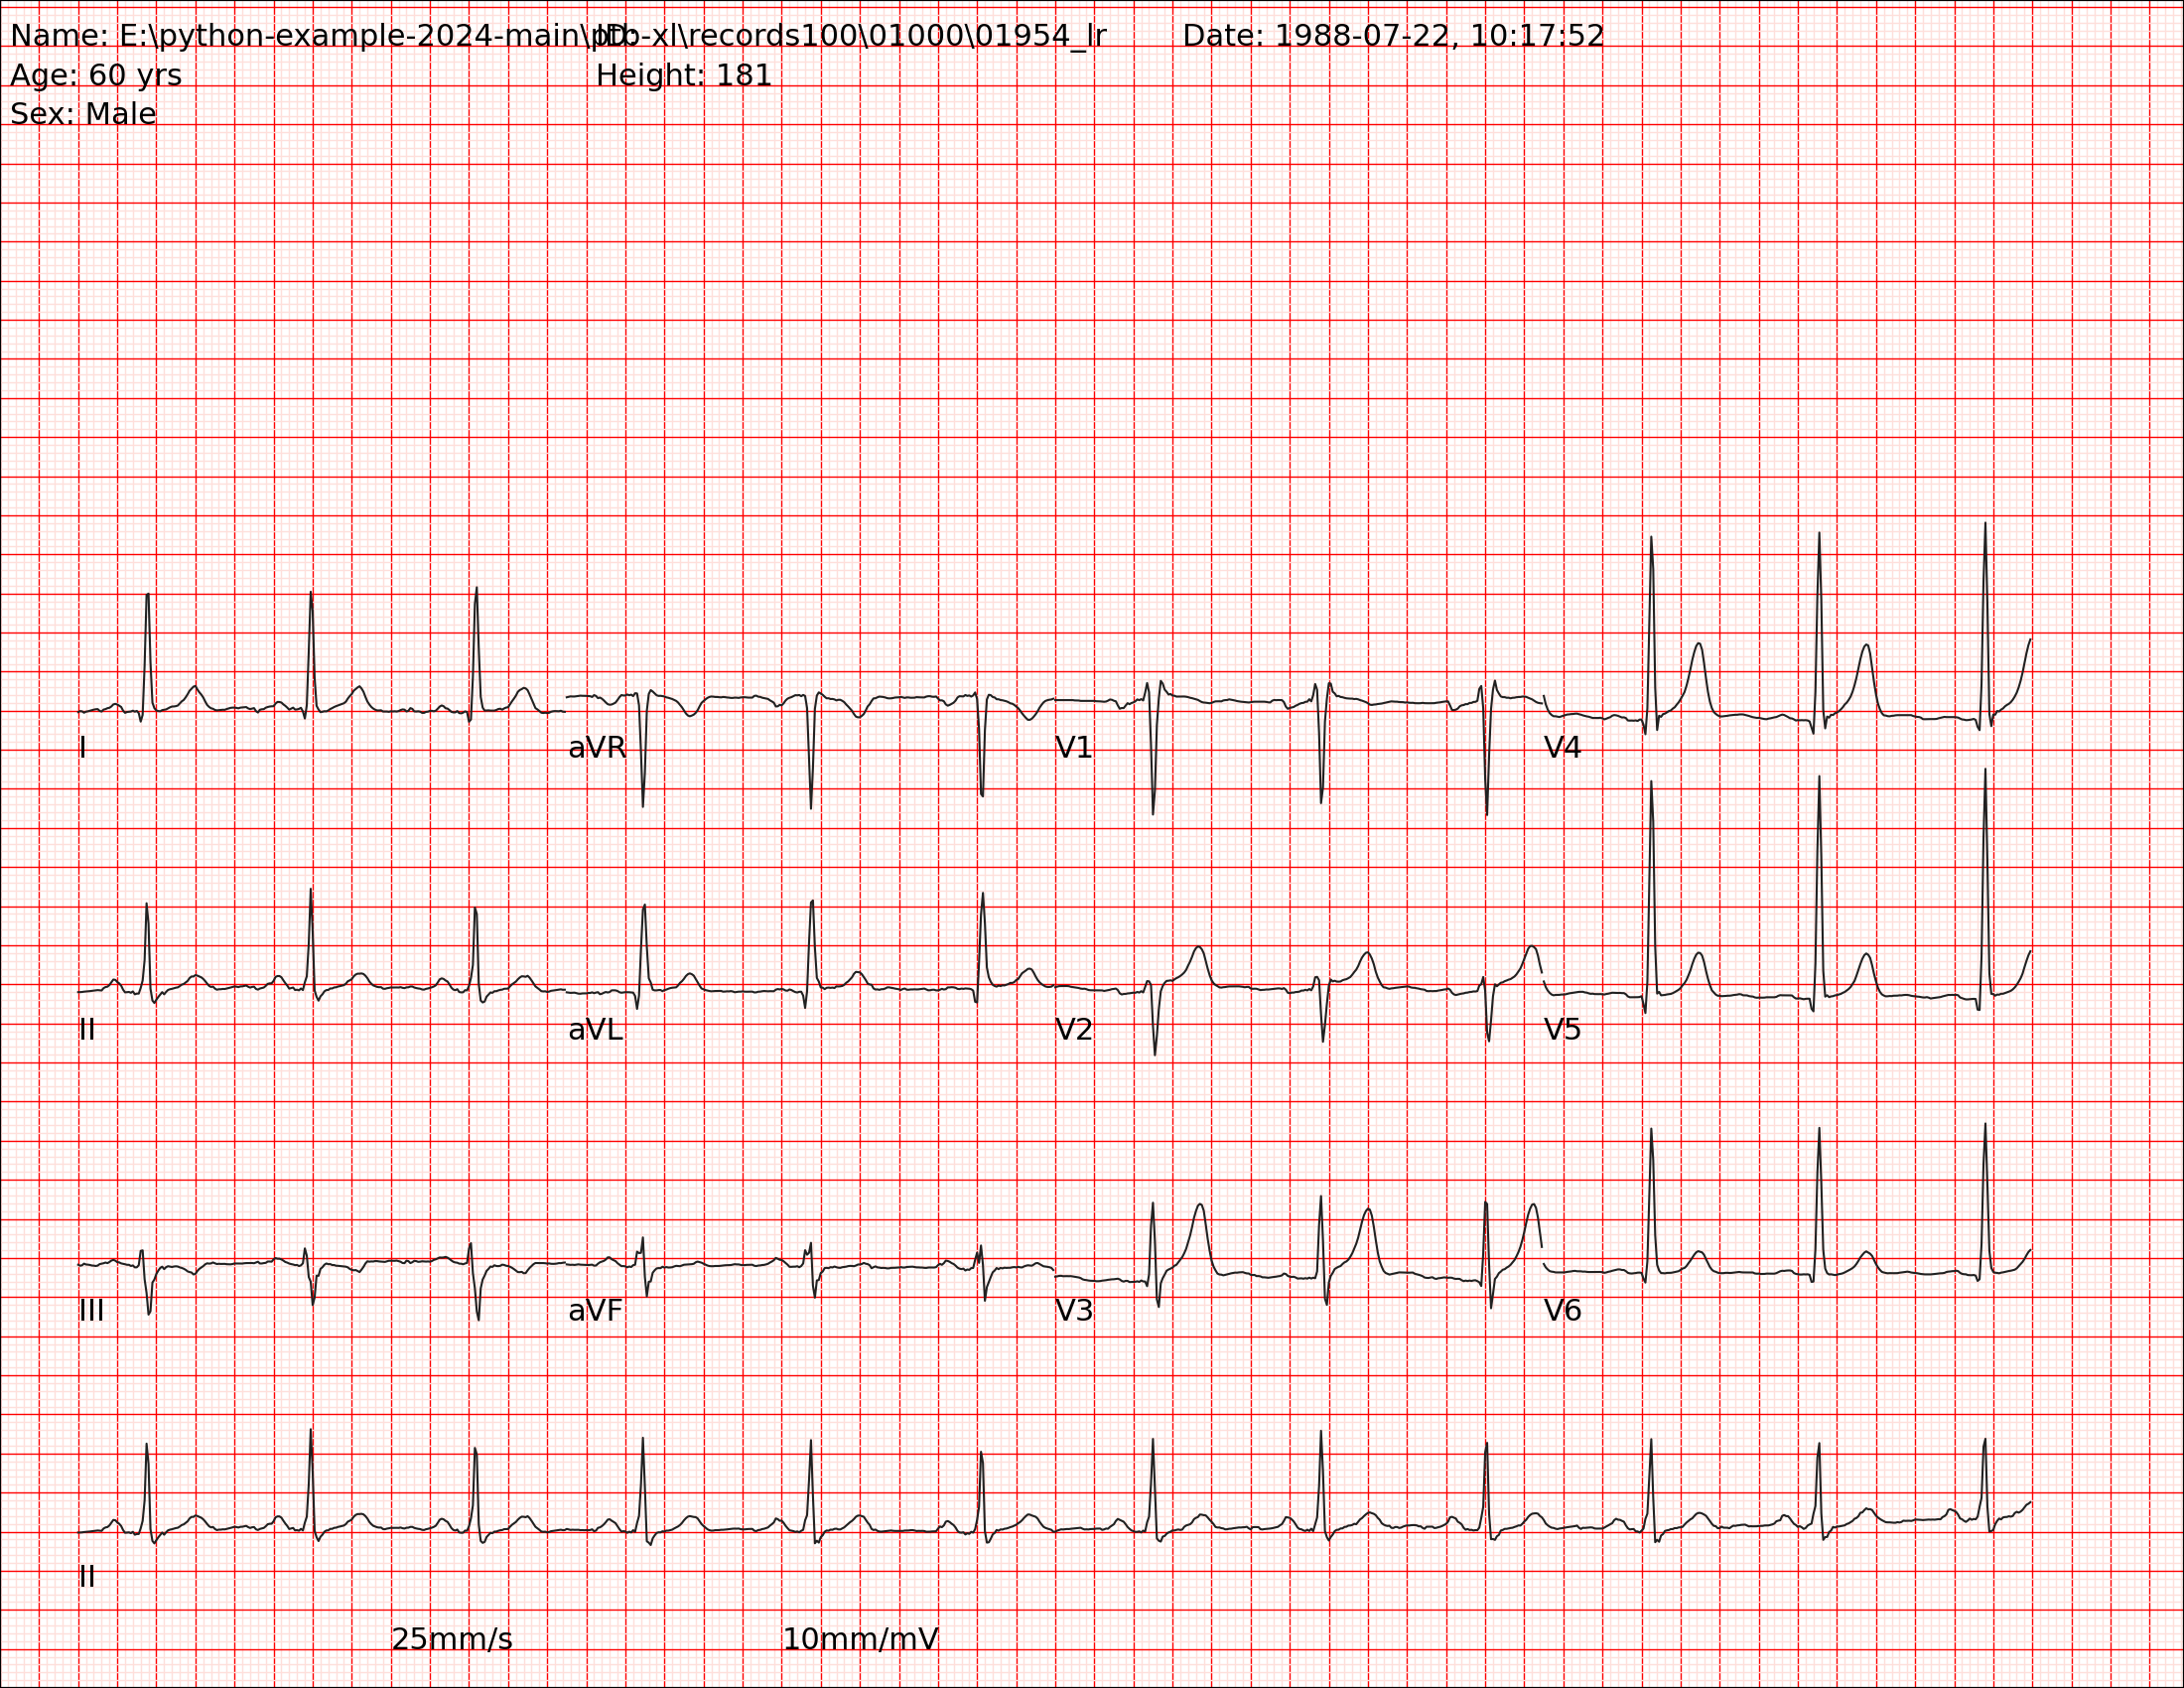 Name: E:\python-example-2024-main\ptb-xl\records100\01000\01954_lr ID: Date: 1988-07-22, 10:17:52
Age: 60 yrs Height: 181
Sex: Male
I aVR V1 V4
II aVL V2 V5
III aVF V3 V6
II
25mm/s 10mm/mV